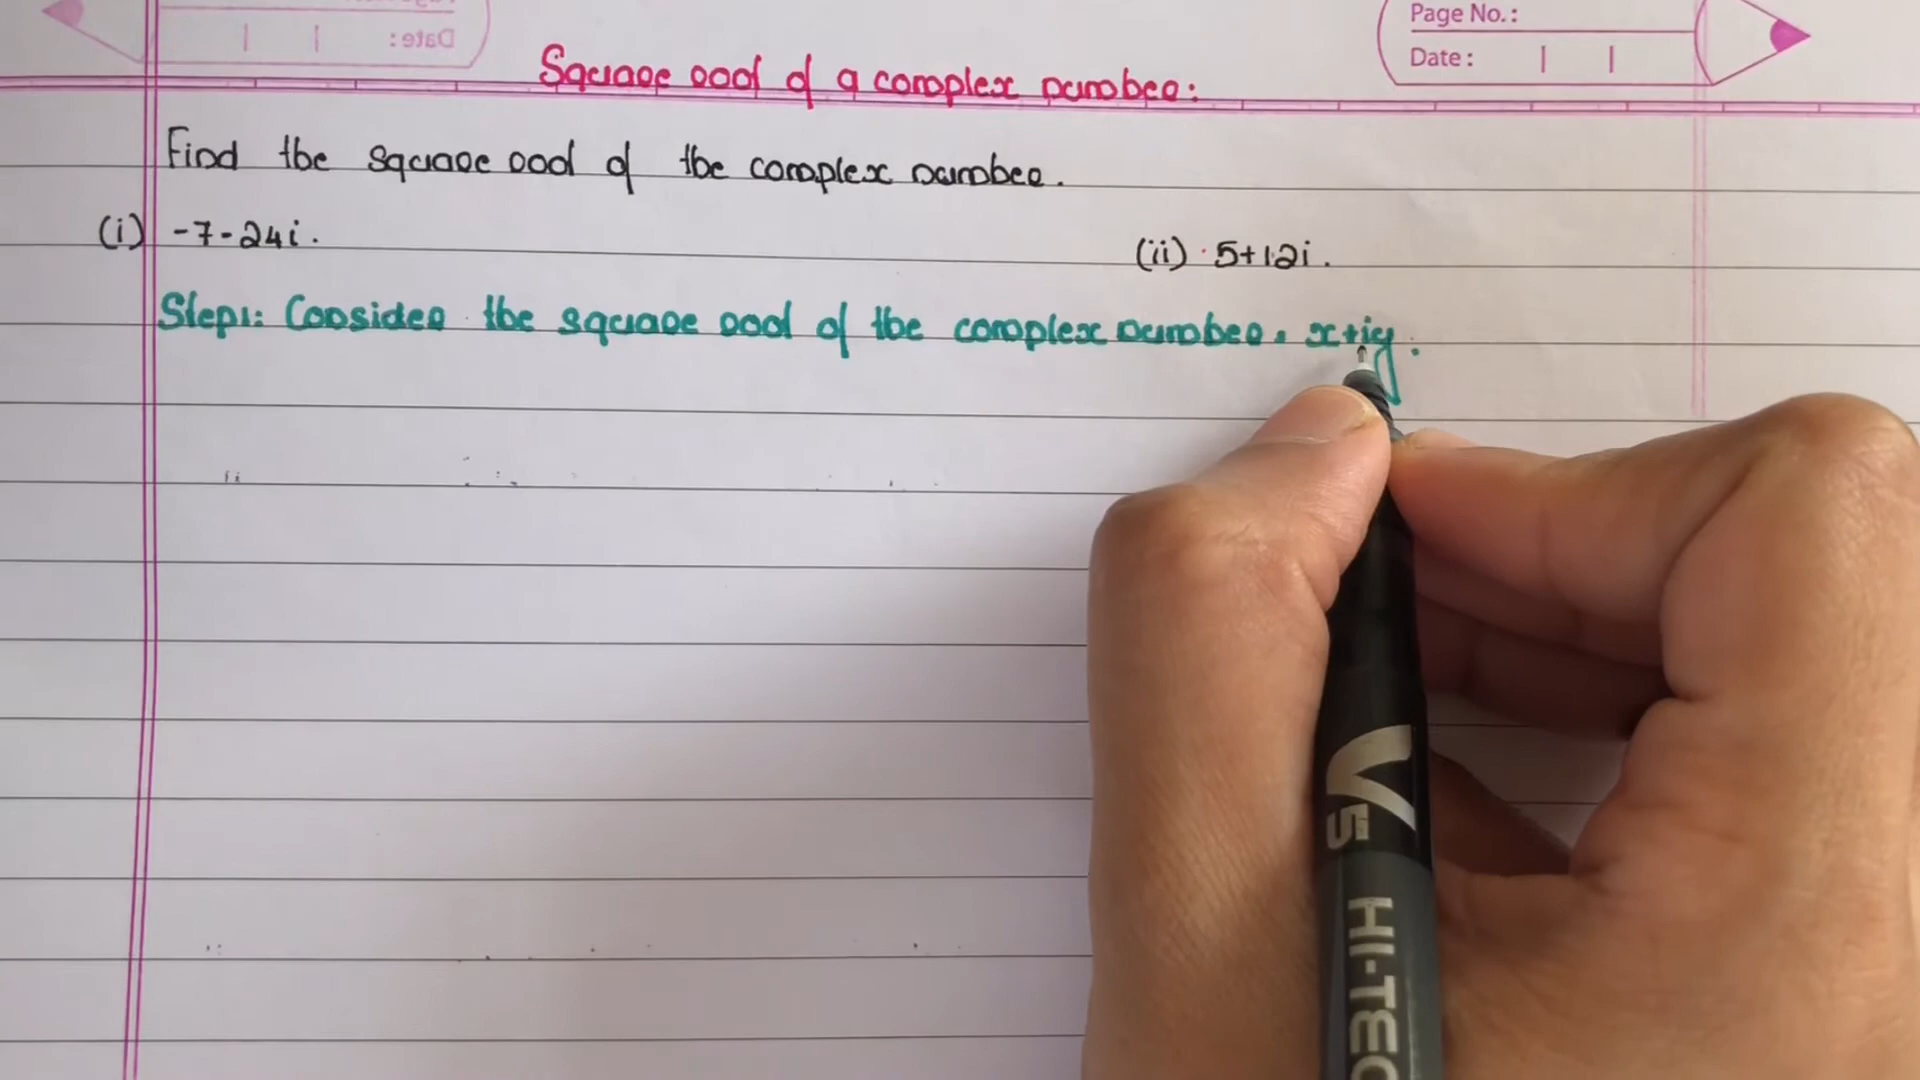 Page No.:
Date:
Square root of a complex number:
Find the square root of the complex number.
(i) -7-24i.
(ii) 5+12i.
Step1: Consider the square root of the complex number = x+iy.
V5
HI-TEC